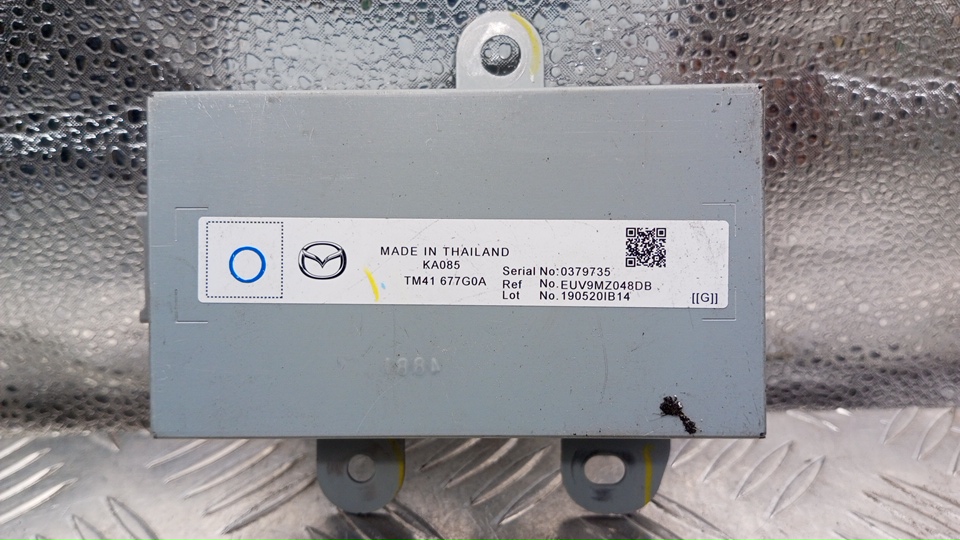 MADE IN THAILAND
KA085
TM41 677G0A
Serial No:0379735
Ref No.EUV9MZ048DB
Lot No.190520IB14
[[G]]